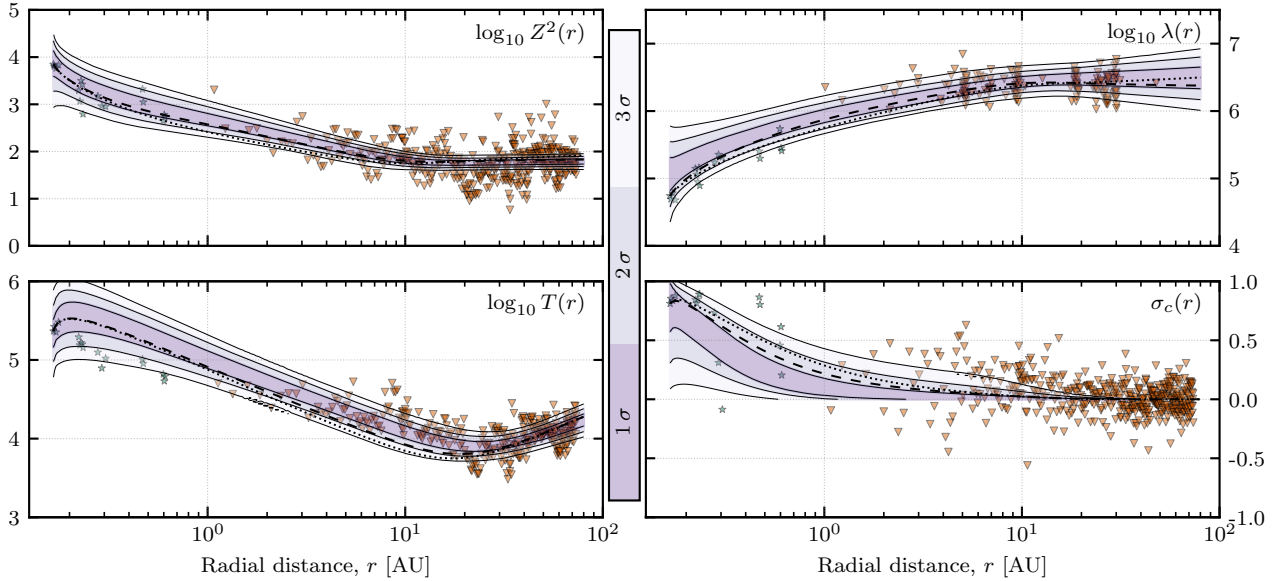 log₁₀ Z²(r)
5
4
3
2
1
0
log₁₀ λ(r)
7
6
5
4
3 σ
2 σ
1 σ
log₁₀ T(r)
6
5
4
3
10⁰
10¹
10²
Radial distance, r [AU]
σ_c(r)
1.0
0.5
0.0
-0.5
-1.0
10⁰
10¹
10²
Radial distance, r [AU]